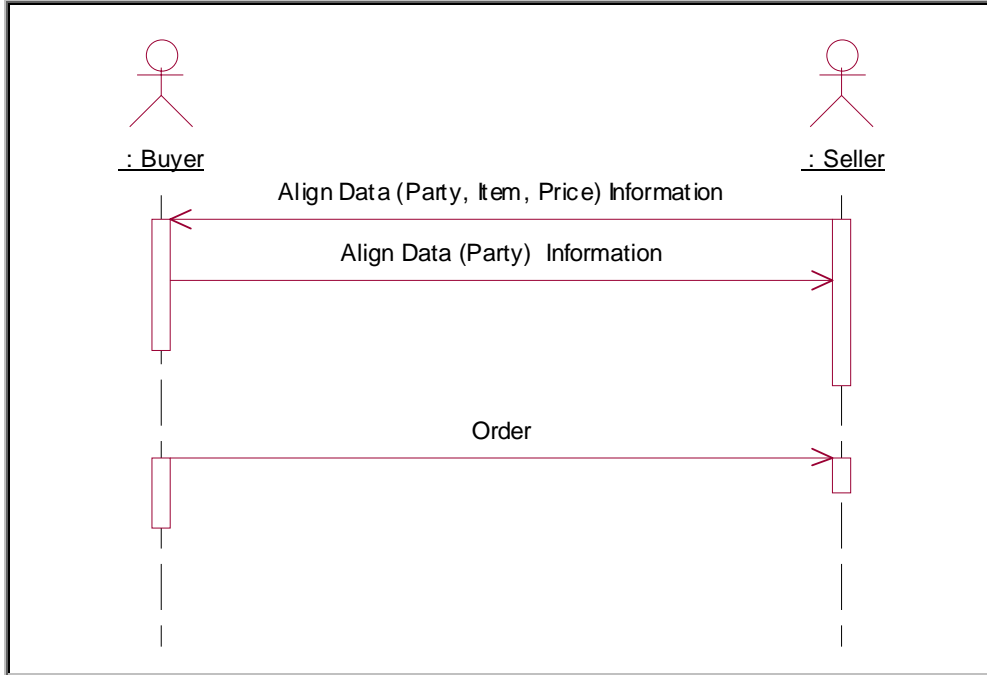 : Buyer
: Seller
Align Data (Party, Item, Price) Information
Align Data (Party) Information
Order